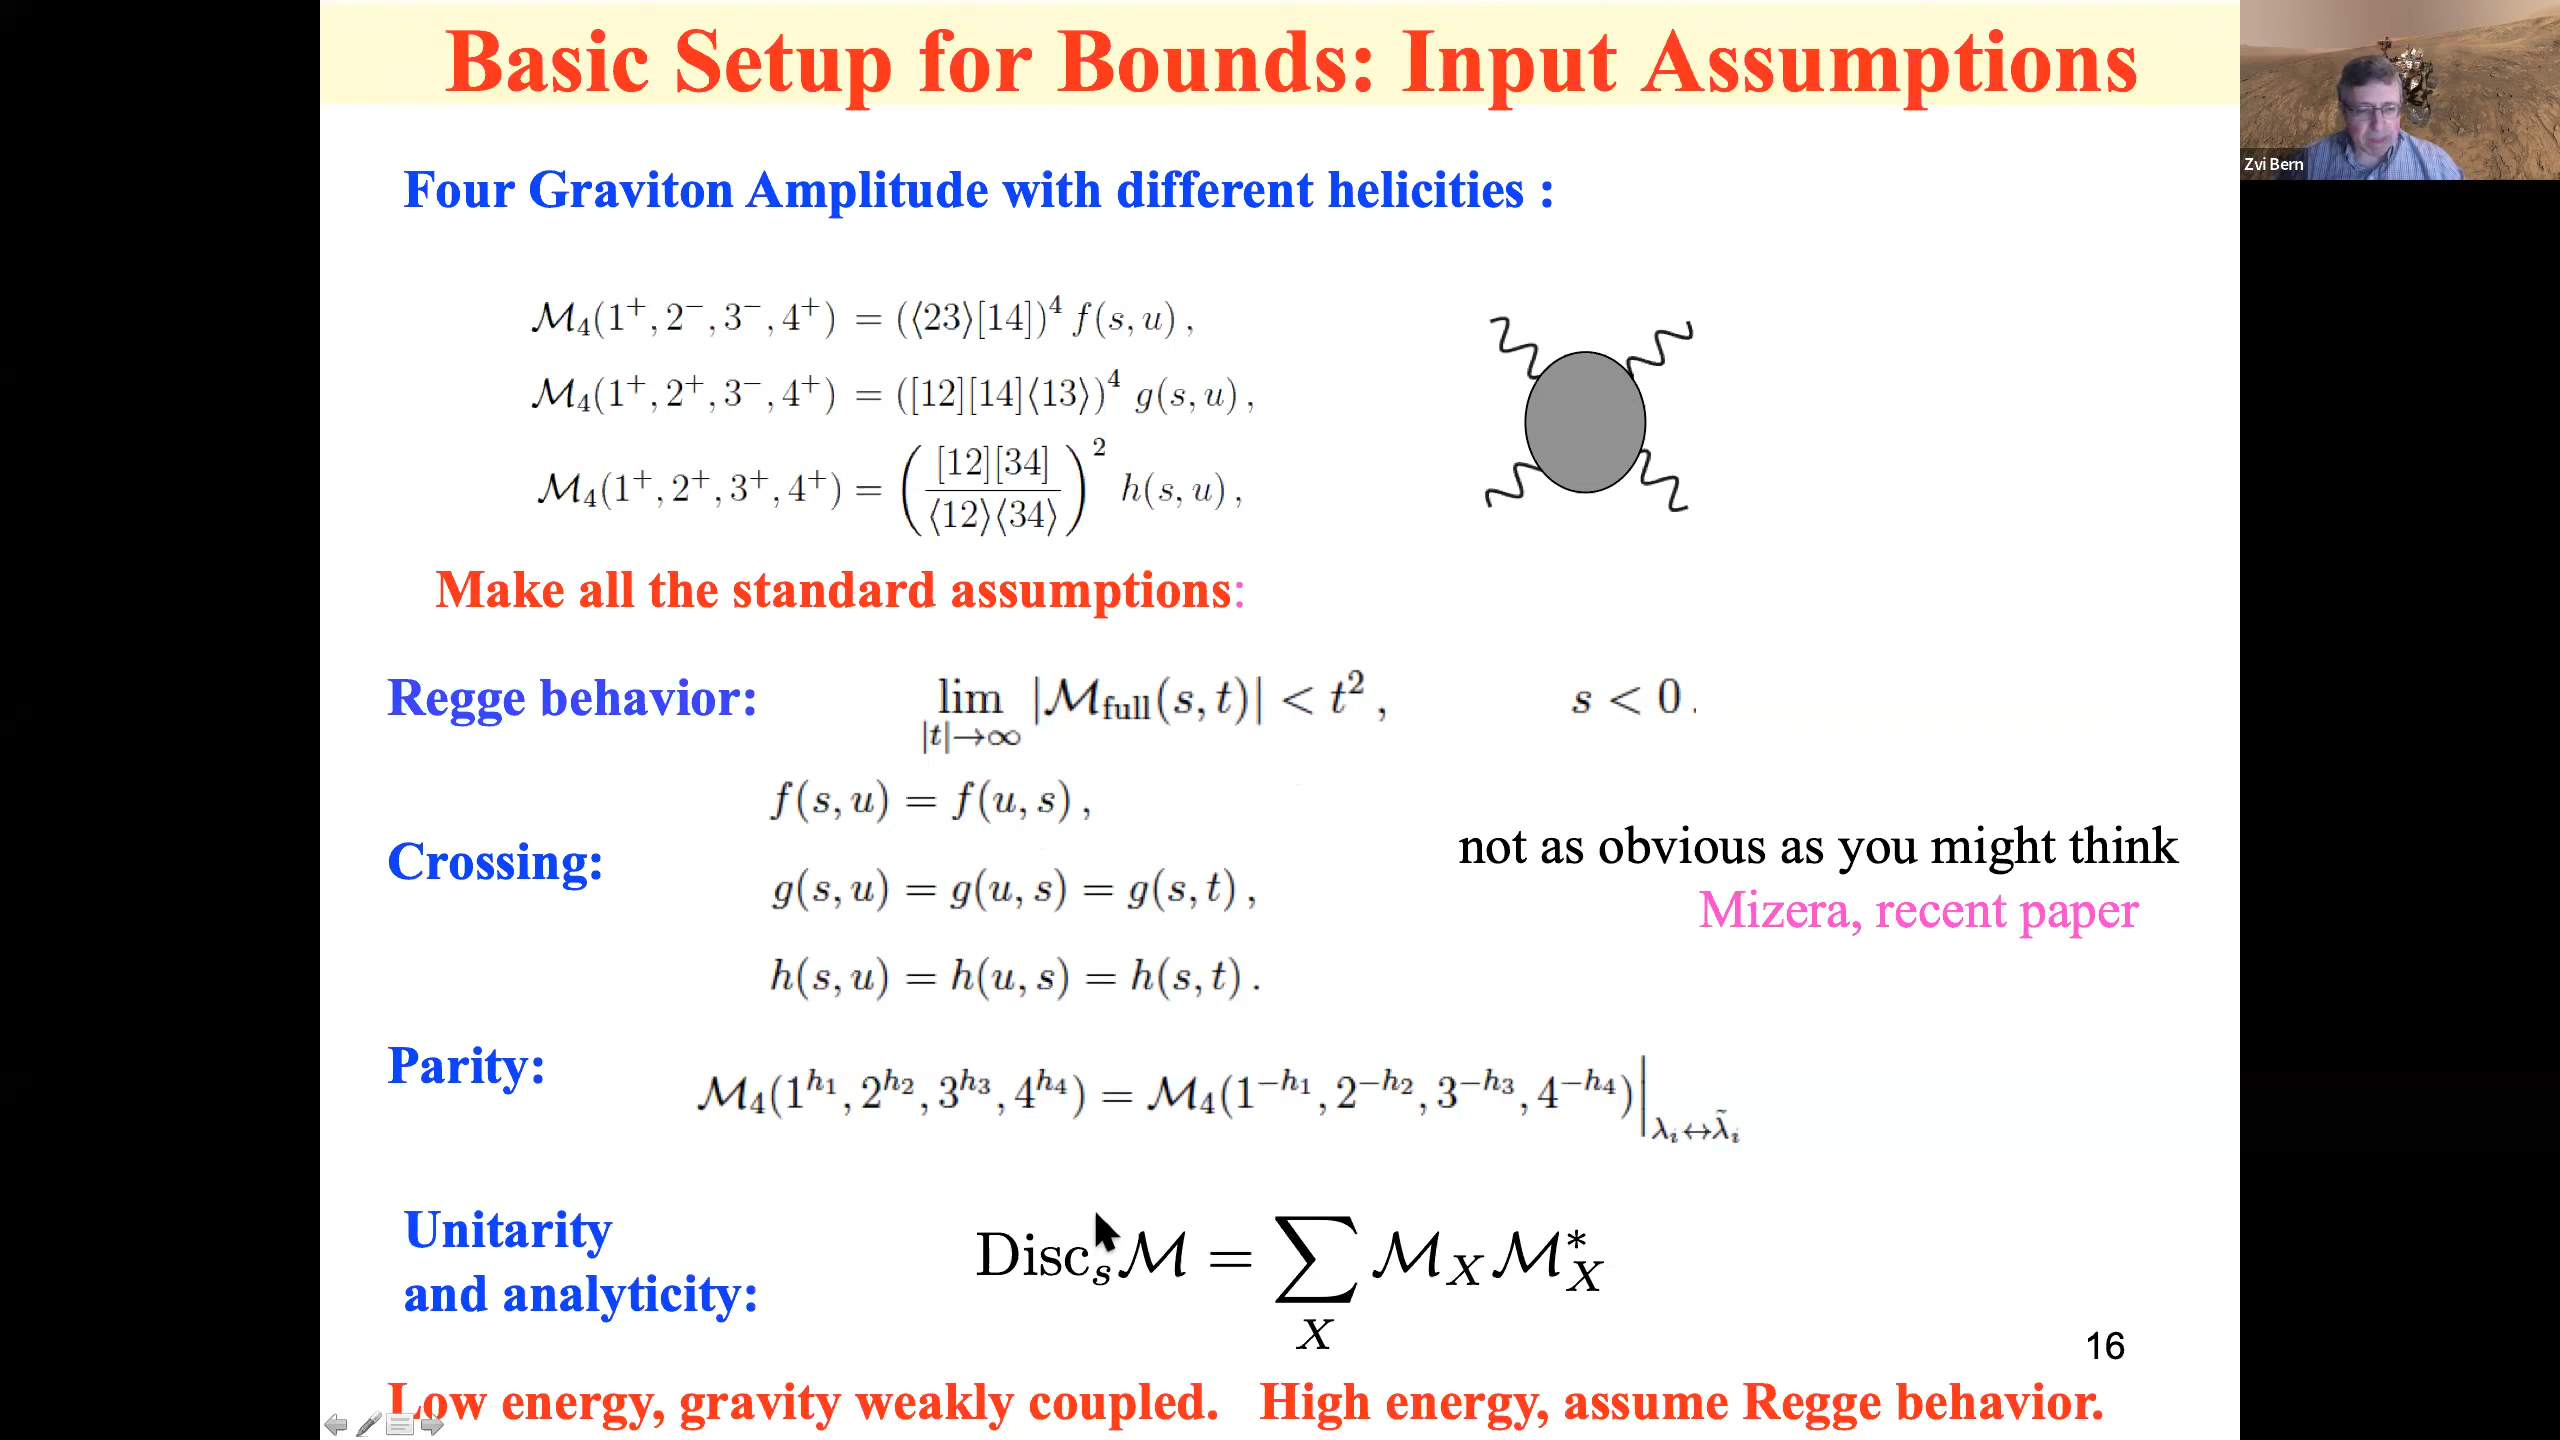 Basic Setup for Bounds: Input Assumptions
Zvi Bern
Four Graviton Amplitude with different helicities :
ℳ₄(1⁺, 2⁻, 3⁻, 4⁺) = (⟨23⟩[14])⁴ f(s, u) ,
ℳ₄(1⁺, 2⁺, 3⁻, 4⁺) = ([12][14]⟨13⟩)⁴ g(s, u) ,
ℳ₄(1⁺, 2⁺, 3⁺, 4⁺) = ([12][34] / ⟨12⟩⟨34⟩)² h(s, u) ,
Make all the standard assumptions:
Regge behavior: lim_{|t|→∞} |ℳ_full(s, t)| < t² , s < 0 .
f(s, u) = f(u, s) ,
Crossing:
not as obvious as you might think
g(s, u) = g(u, s) = g(s, t) ,
Mizera, recent paper
h(s, u) = h(u, s) = h(s, t) .
Parity: ℳ₄(1^{h₁}, 2^{h₂}, 3^{h₃}, 4^{h₄}) = ℳ₄(1^{−h₁}, 2^{−h₂}, 3^{−h₃}, 4^{−h₄})|_{λᵢ↔λ̃ᵢ}
Unitarity
and analyticity:
Disc_s ℳ = ∑_X ℳ_X ℳ*_X
16
Low energy, gravity weakly coupled. High energy, assume Regge behavior.